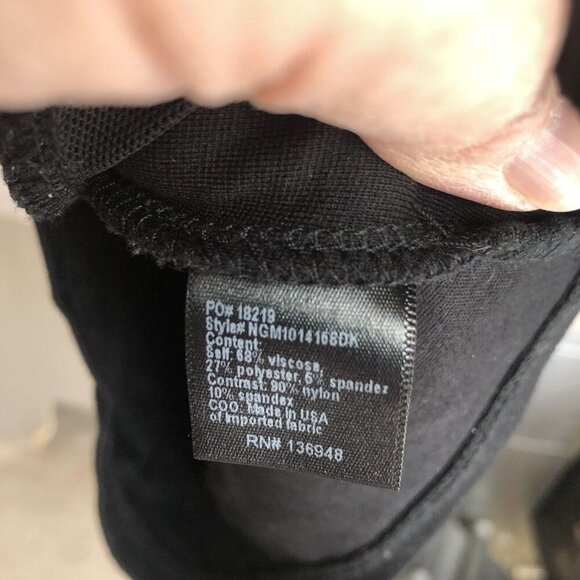 PO# 18219
Style# NGM1014168DK
Content:
Self: 68% viscose,
27% polyester, 5% spandex
Contrast: 90% nylon
10% spandex
COO: Made in USA
of imported fabric
RN# 136948